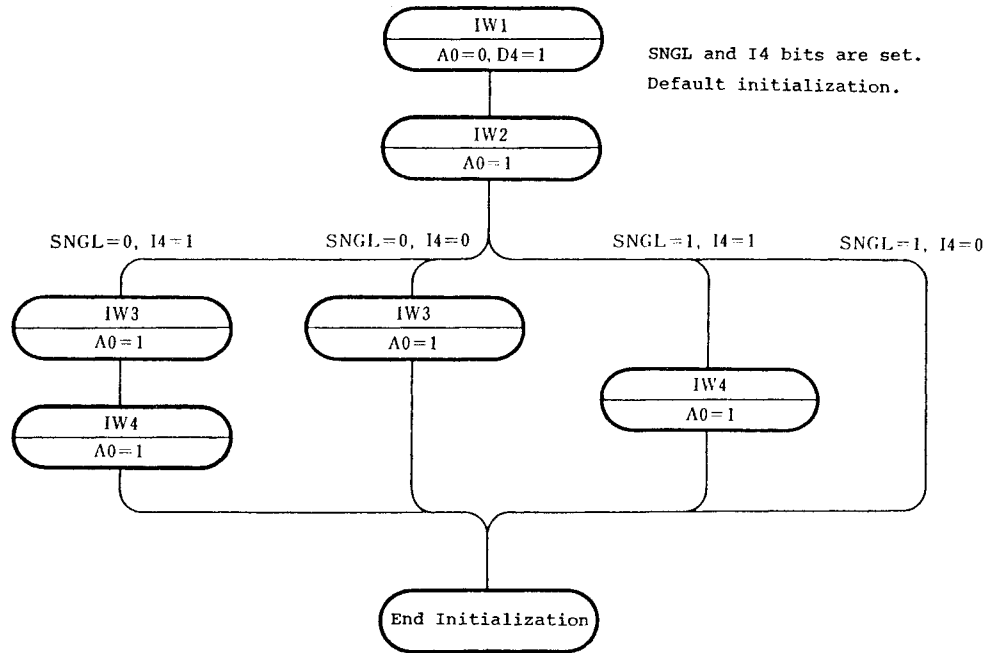 IW1
A0=0, D4=1
SNGL and I4 bits are set.
Default initialization.
IW2
A0=1
SNGL=0, I4=1
SNGL=0, I4=0
SNGL=1, I4=1
SNGL=1, I4=0
IW3
A0=1
IW3
A0=1
IW4
A0=1
IW4
A0=1
End Initialization